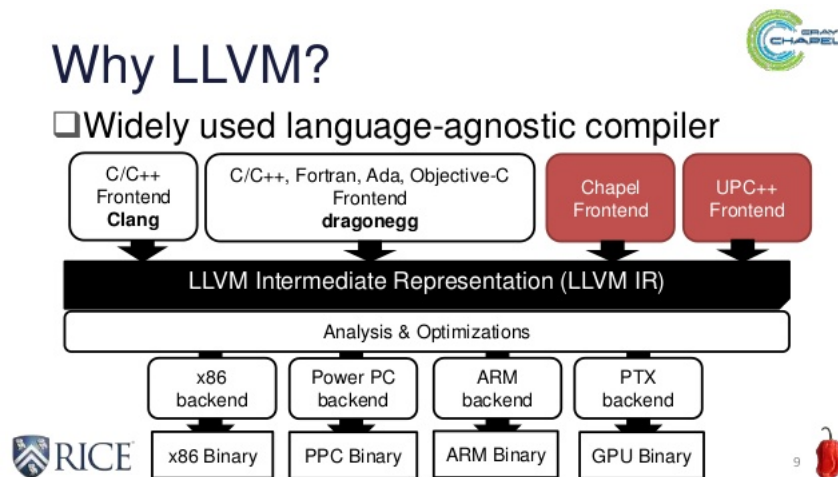 CRAY
CHAPEL
Why LLVM?
❑Widely used language-agnostic compiler
C/C++
Frontend
Clang
C/C++, Fortran, Ada, Objective-C
Frontend
dragonegg
Chapel
Frontend
UPC++
Frontend
LLVM Intermediate Representation (LLVM IR)
Analysis & Optimizations
x86
backend
Power PC
backend
ARM
backend
PTX
backend
x86 Binary
PPC Binary
ARM Binary
GPU Binary
RICE
9